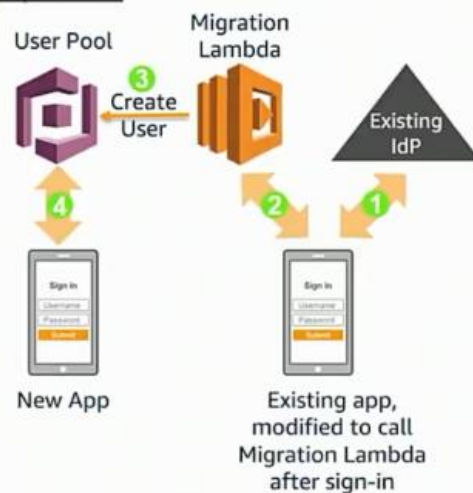 User Pool
Migration
Lambda
3
Create
User
Existing
IdP
4
2
1
Sign in
Username
Password
Submit
Sign in
Username
Password
Submit
New App
Existing app,
modified to call
Migration Lambda
after sign-in